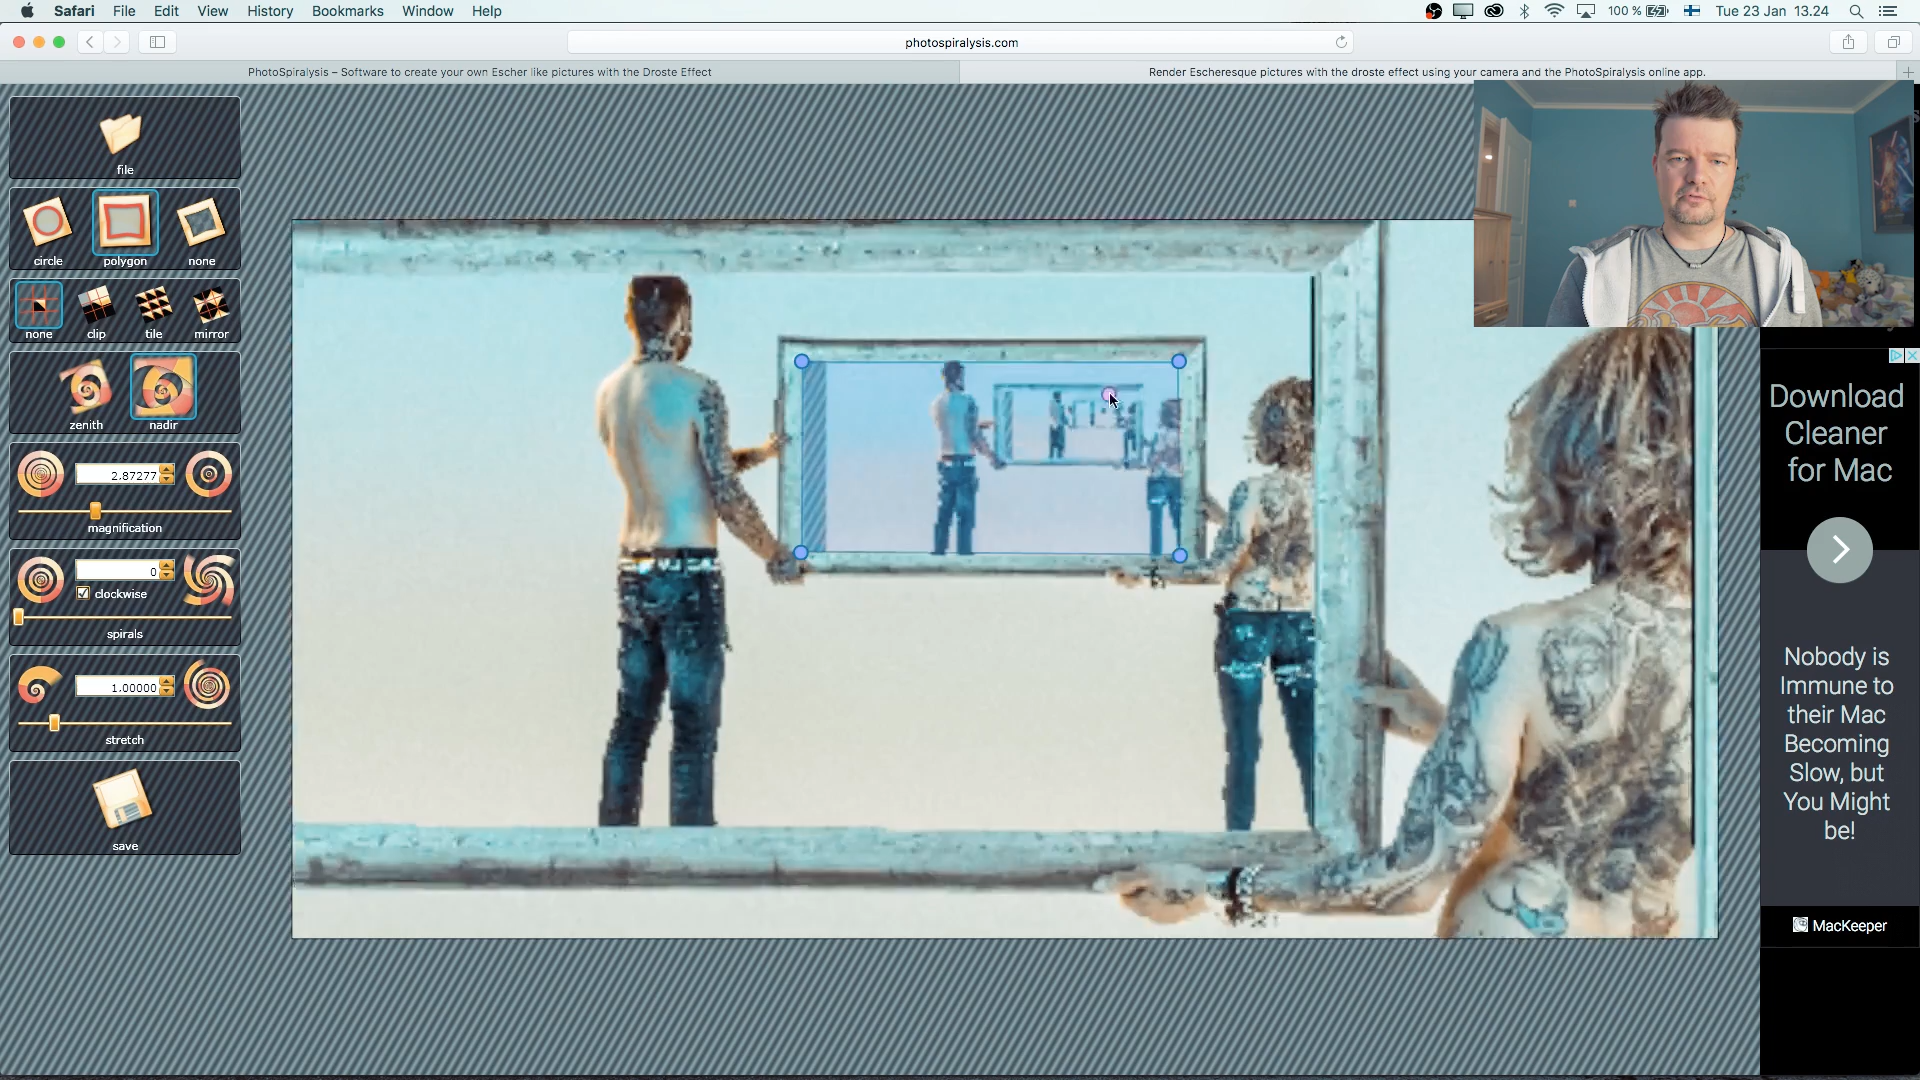 Safari File Edit View History Bookmarks Window Help
100 % Tue 23 Jan 13.24
photospiralysis.com
PhotoSpiralysis – Software to create your own Escher like pictures with the Droste Effect
Render Escheresque pictures with the droste effect using your camera and the PhotoSpiralysis online app.
file
circle polygon none
none clip tile mirror
zenith nadir
2.87277
magnification
0
clockwise
spirals
1.00000
stretch
save
Download
Cleaner
for Mac
Nobody is
Immune to
their Mac
Becoming
Slow, but
You Might
be!
MacKeeper